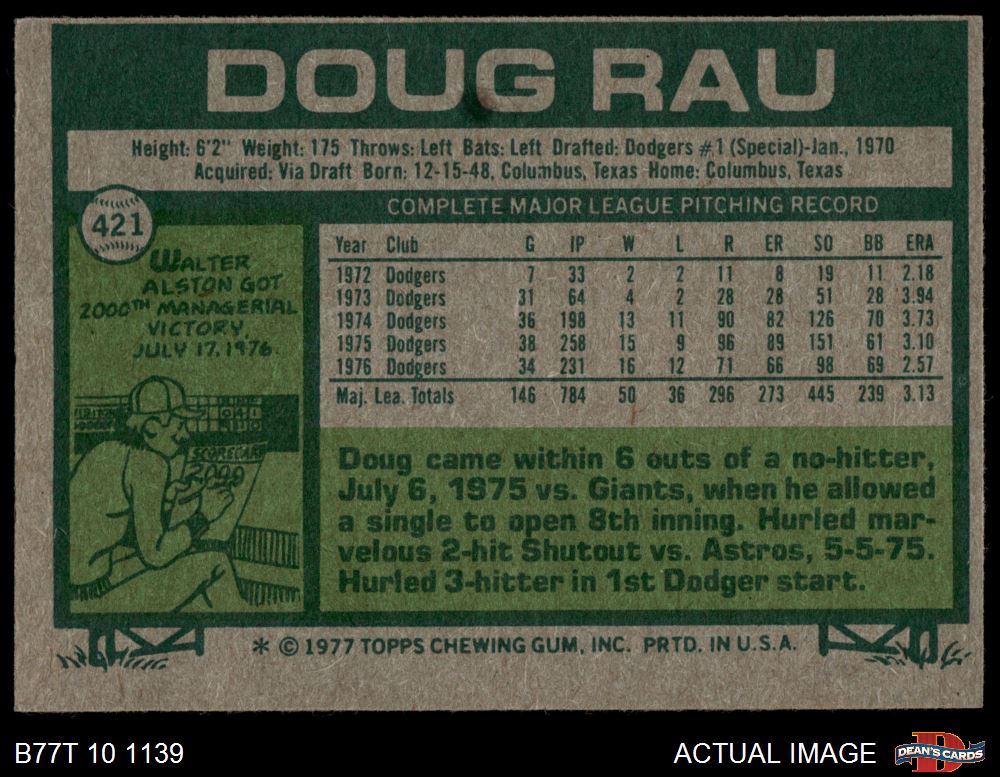 DOUG RAU
Height: 6'2" Weight: 175 Throws: Left Bats: Left Drafted: Dodgers #1 (Special)-Jan., 1970
Acquired: Via Draft Born: 12-15-48, Columbus, Texas Home: Columbus, Texas
421
WALTER
ALSTON GOT
2000TH MANAGERIAL
VICTORY,
JULY 17, 1976.
SCORECARD
2000
COMPLETE MAJOR LEAGUE PITCHING RECORD
Year Club G IP W L R ER SO BB ERA
1972 Dodgers 7 33 2 2 11 8 19 11 2.18
1973 Dodgers 31 64 4 2 28 28 51 28 3.94
1974 Dodgers 36 198 13 11 90 82 126 70 3.73
1975 Dodgers 38 258 15 9 96 89 151 61 3.10
1976 Dodgers 34 231 16 12 71 66 98 69 2.57
Maj. Lea. Totals 146 784 50 36 296 273 445 239 3.13
Doug came within 6 outs of a no-hitter,
July 6, 1975 vs. Giants, when he allowed
a single to open 8th inning. Hurled mar-
velous 2-hit Shutout vs. Astros, 5-5-75.
Hurled 3-hitter in 1st Dodger start.
* © 1977 TOPPS CHEWING GUM, INC. PRTD. IN U.S.A.
B77T 10 1139
ACTUAL IMAGE
DEAN'S CARDS